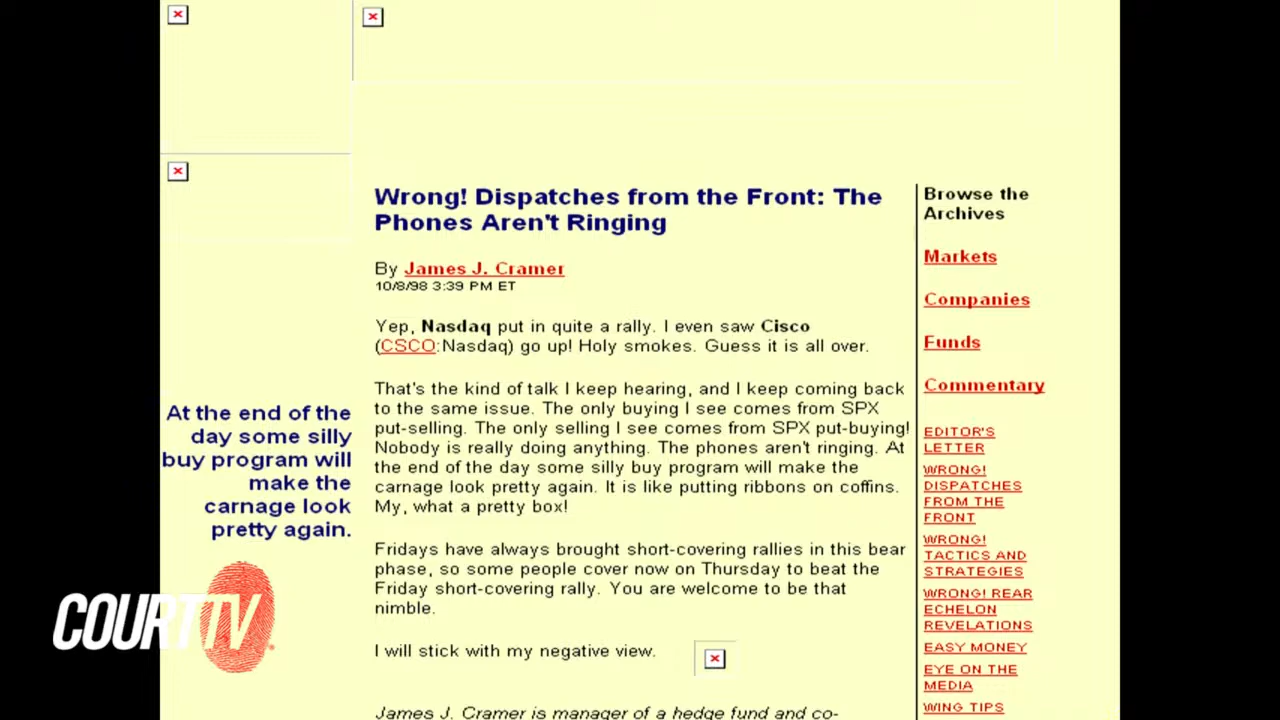 Wrong! Dispatches from the Front: The
Phones Aren't Ringing
By James J. Cramer
10/8/98 3:39 PM ET
Yep, Nasdaq put in quite a rally. I even saw Cisco
(CSCO:Nasdaq) go up! Holy smokes. Guess it is all over.
That's the kind of talk I keep hearing, and I keep coming back
to the same issue. The only buying I see comes from SPX
put-selling. The only selling I see comes from SPX put-buying!
Nobody is really doing anything. The phones aren't ringing. At
the end of the day some silly buy program will make the
carnage look pretty again. It is like putting ribbons on coffins.
My, what a pretty box!
Fridays have always brought short-covering rallies in this bear
phase, so some people cover now on Thursday to beat the
Friday short-covering rally. You are welcome to be that
nimble.
I will stick with my negative view.
James J. Cramer is manager of a hedge fund and co-
At the end of the
day some silly
buy program will
make the
carnage look
pretty again.
Browse the
Archives
Markets
Companies
Funds
Commentary
EDITOR'S
LETTER
WRONG!
DISPATCHES
FROM THE
FRONT
WRONG!
TACTICS AND
STRATEGIES
WRONG! REAR
ECHELON
REVELATIONS
EASY MONEY
EYE ON THE
MEDIA
WING TIPS
COURT TV